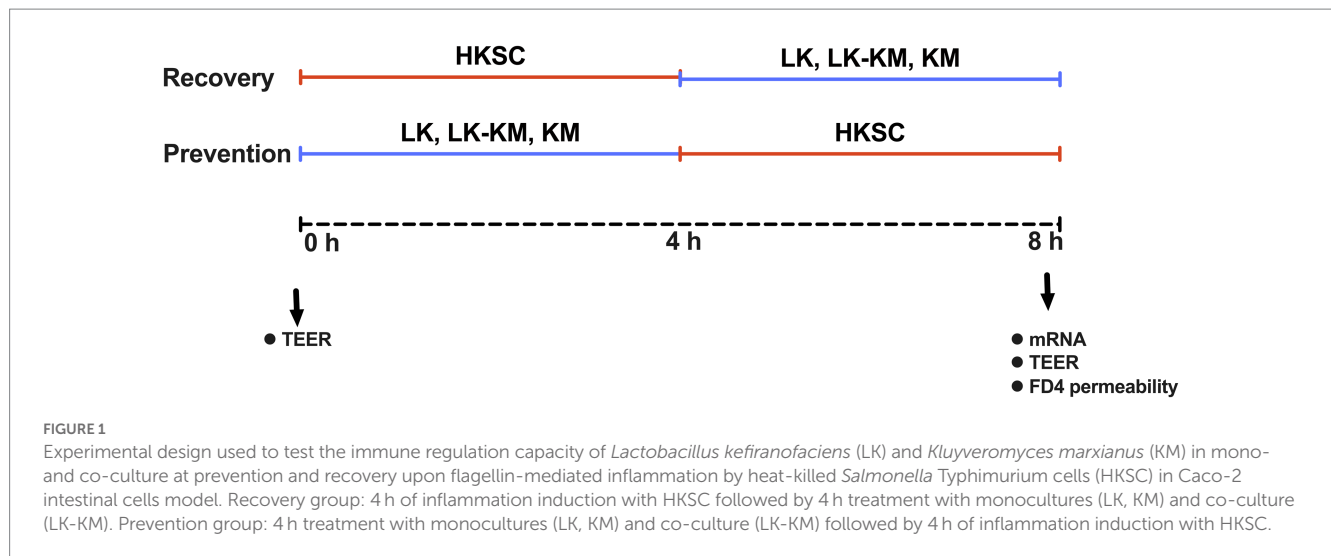 HKSC
LK, LK-KM, KM
Recovery
LK, LK-KM, KM
HKSC
Prevention
0 h
4 h
8 h
● TEER
● mRNA
● TEER
● FD4 permeability
FIGURE 1
Experimental design used to test the immune regulation capacity of Lactobacillus kefiranofaciens (LK) and Kluyveromyces marxianus (KM) in mono-
and co-culture at prevention and recovery upon flagellin-mediated inflammation by heat-killed Salmonella Typhimurium cells (HKSC) in Caco-2
intestinal cells model. Recovery group: 4 h of inflammation induction with HKSC followed by 4 h treatment with monocultures (LK, KM) and co-culture
(LK-KM). Prevention group: 4 h treatment with monocultures (LK, KM) and co-culture (LK-KM) followed by 4 h of inflammation induction with HKSC.